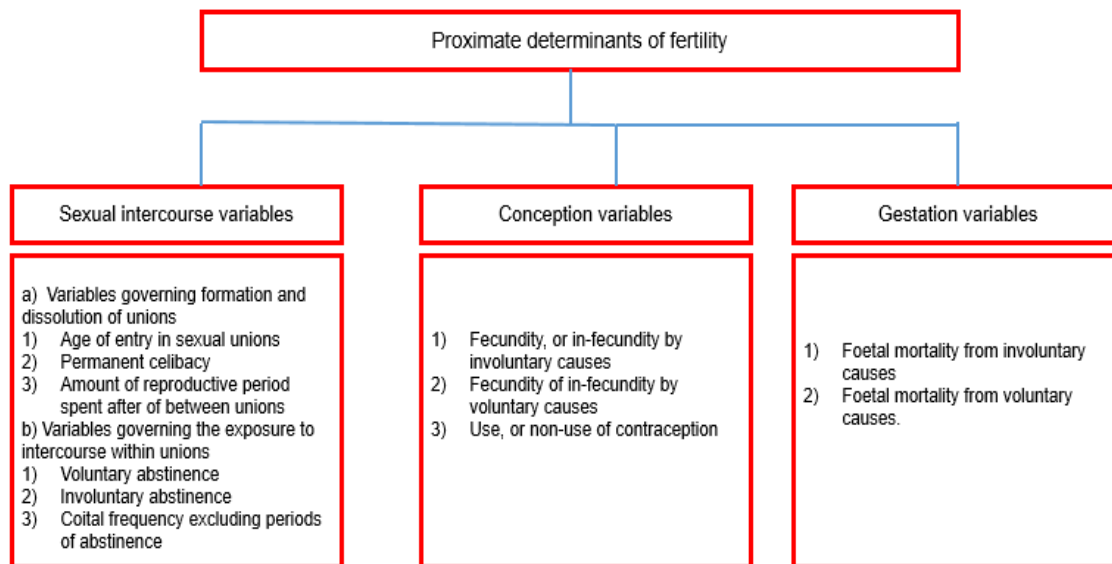 Proximate determinants of fertility
Sexual intercourse variables
a) Variables governing formation and
dissolution of unions
1) Age of entry in sexual unions
2) Permanent celibacy
3) Amount of reproductive period
spent after of between unions
b) Variables governing the exposure to
intercourse within unions
1) Voluntary abstinence
2) Involuntary abstinence
3) Coital frequency excluding periods
of abstinence
Conception variables
1) Fecundity, or in-fecundity by
involuntary causes
2) Fecundity of in-fecundity by
voluntary causes
3) Use, or non-use of contraception
Gestation variables
1) Foetal mortality from involuntary
causes
2) Foetal mortality from voluntary
causes.